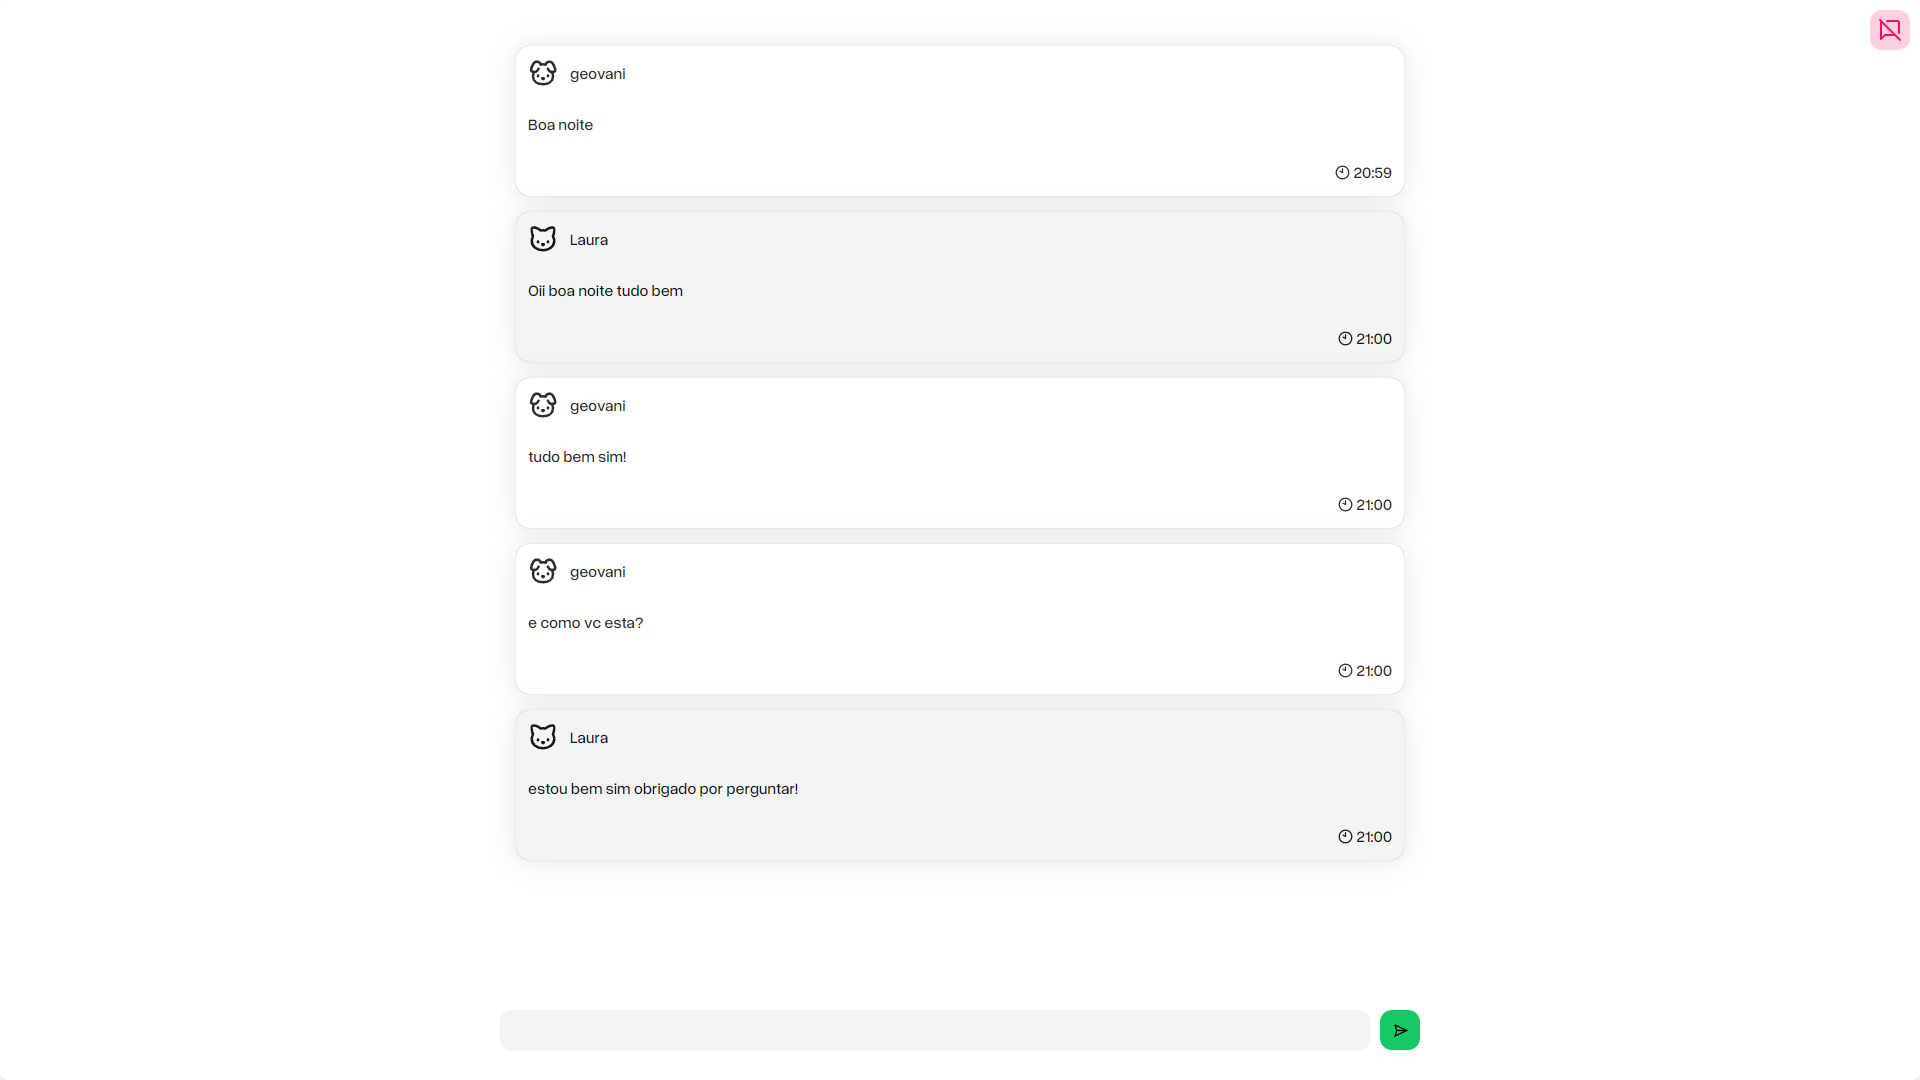 geovani
Boa noite
20:59
Laura
Oii boa noite tudo bem
21:00
geovani
tudo bem sim!
21:00
geovani
e como vc esta?
21:00
Laura
estou bem sim obrigado por perguntar!
21:00